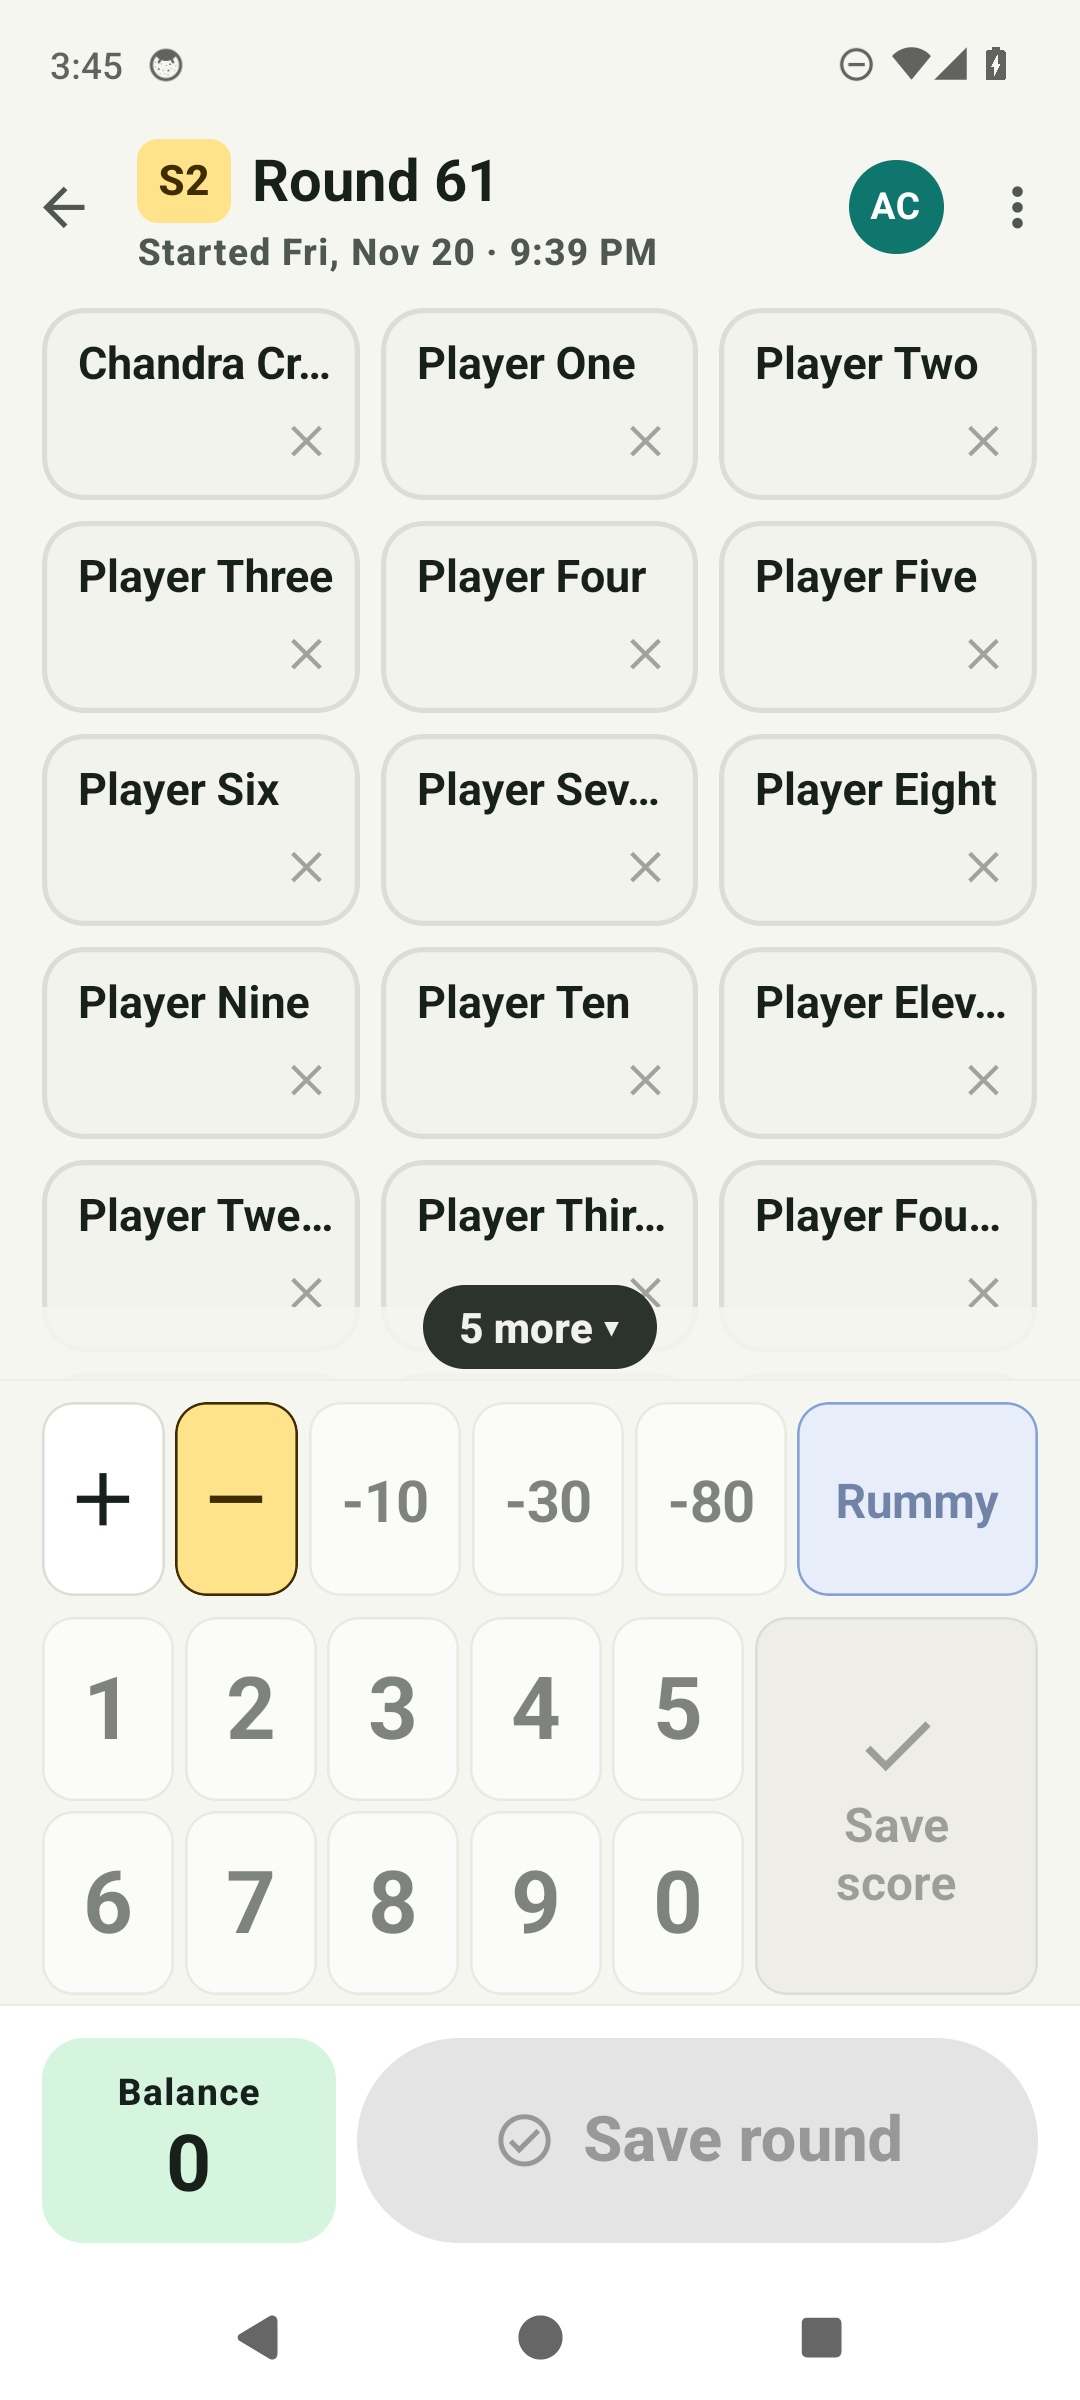 3:45
S2 Round 61
Started Fri, Nov 20 · 9:39 PM
AC
Chandra Cr... Player One Player Two
Player Three Player Four Player Five
Player Six Player Sev... Player Eight
Player Nine Player Ten Player Elev...
Player Twe... Player Thir... Player Fou...
5 more ▾
+ − -10 -30 -80 Rummy
1 2 3 4 5
6 7 8 9 0
Save
score
Balance
0
Save round